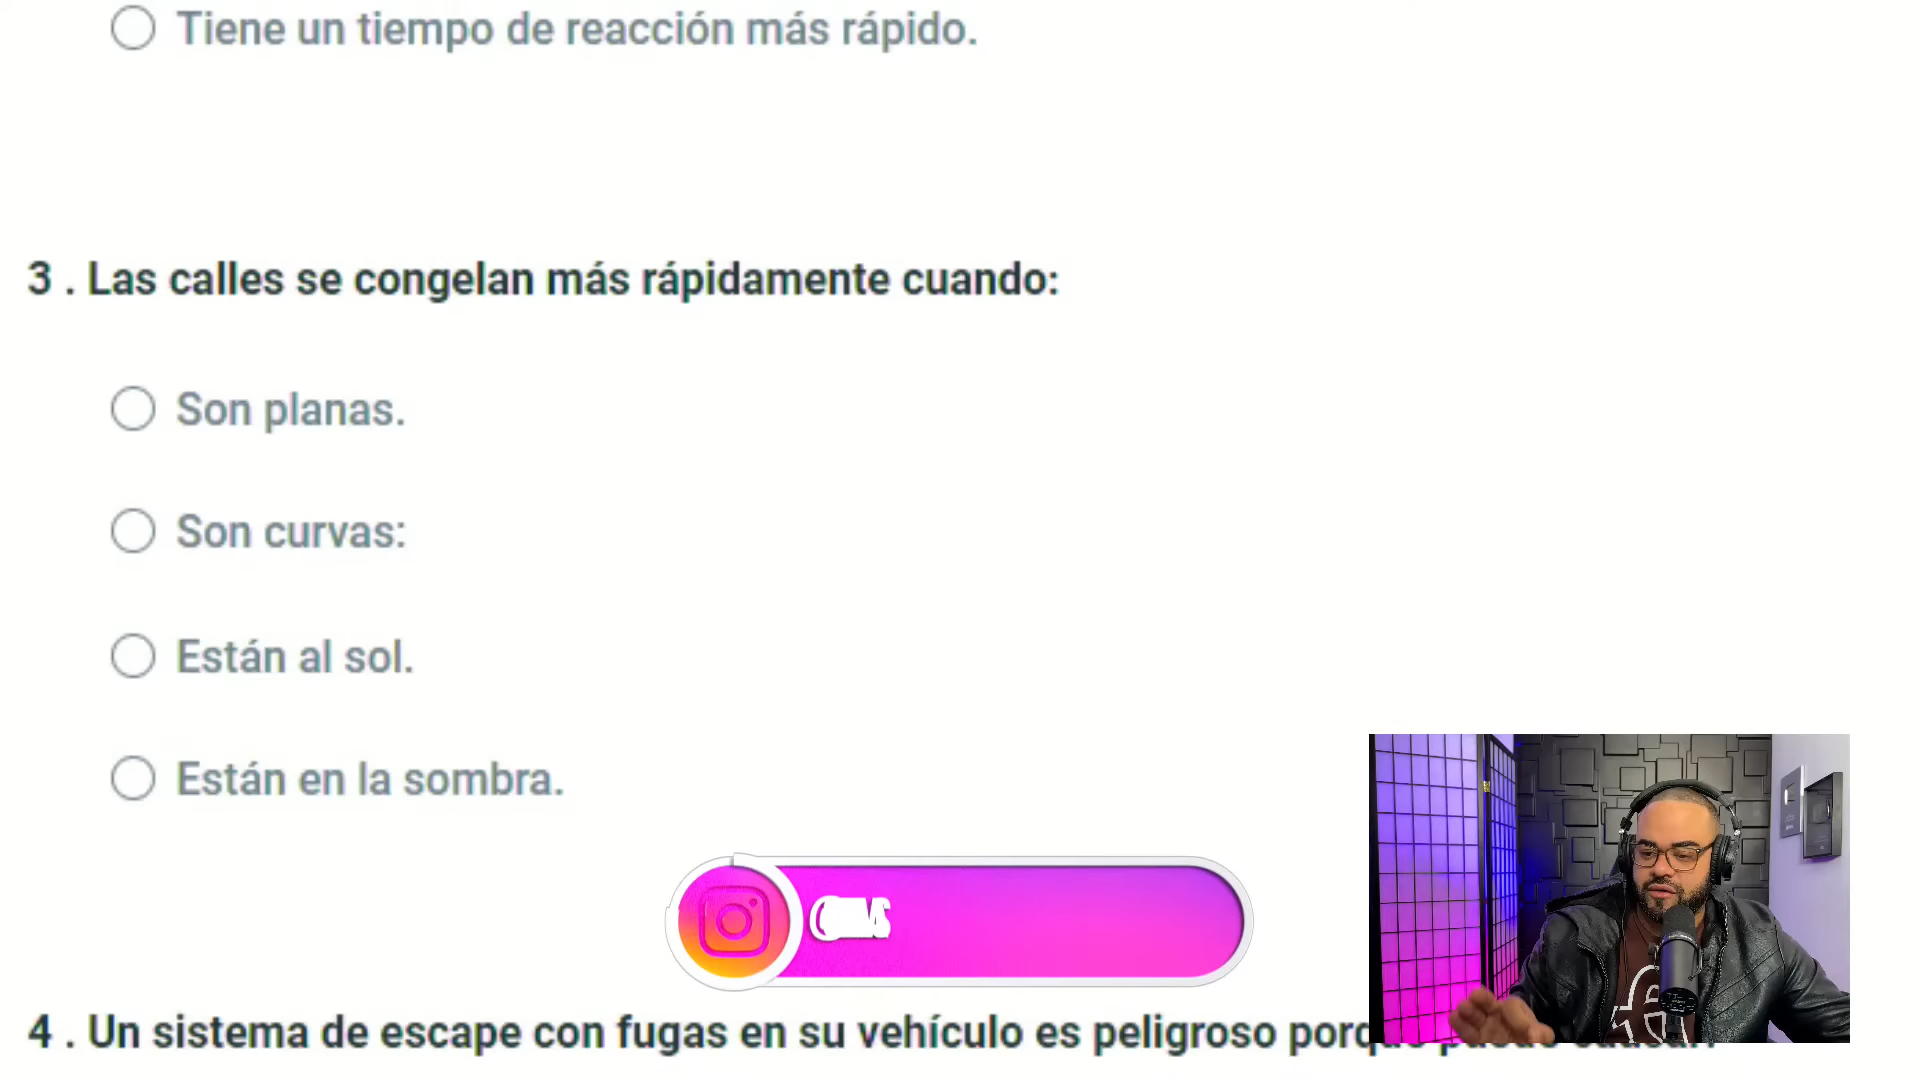 Tiene un tiempo de reacción más rápido.
3 . Las calles se congelan más rápidamente cuando:
Son planas.
Son curvas:
Están al sol.
Están en la sombra.
4 . Un sistema de escape con fugas en su vehículo es peligroso